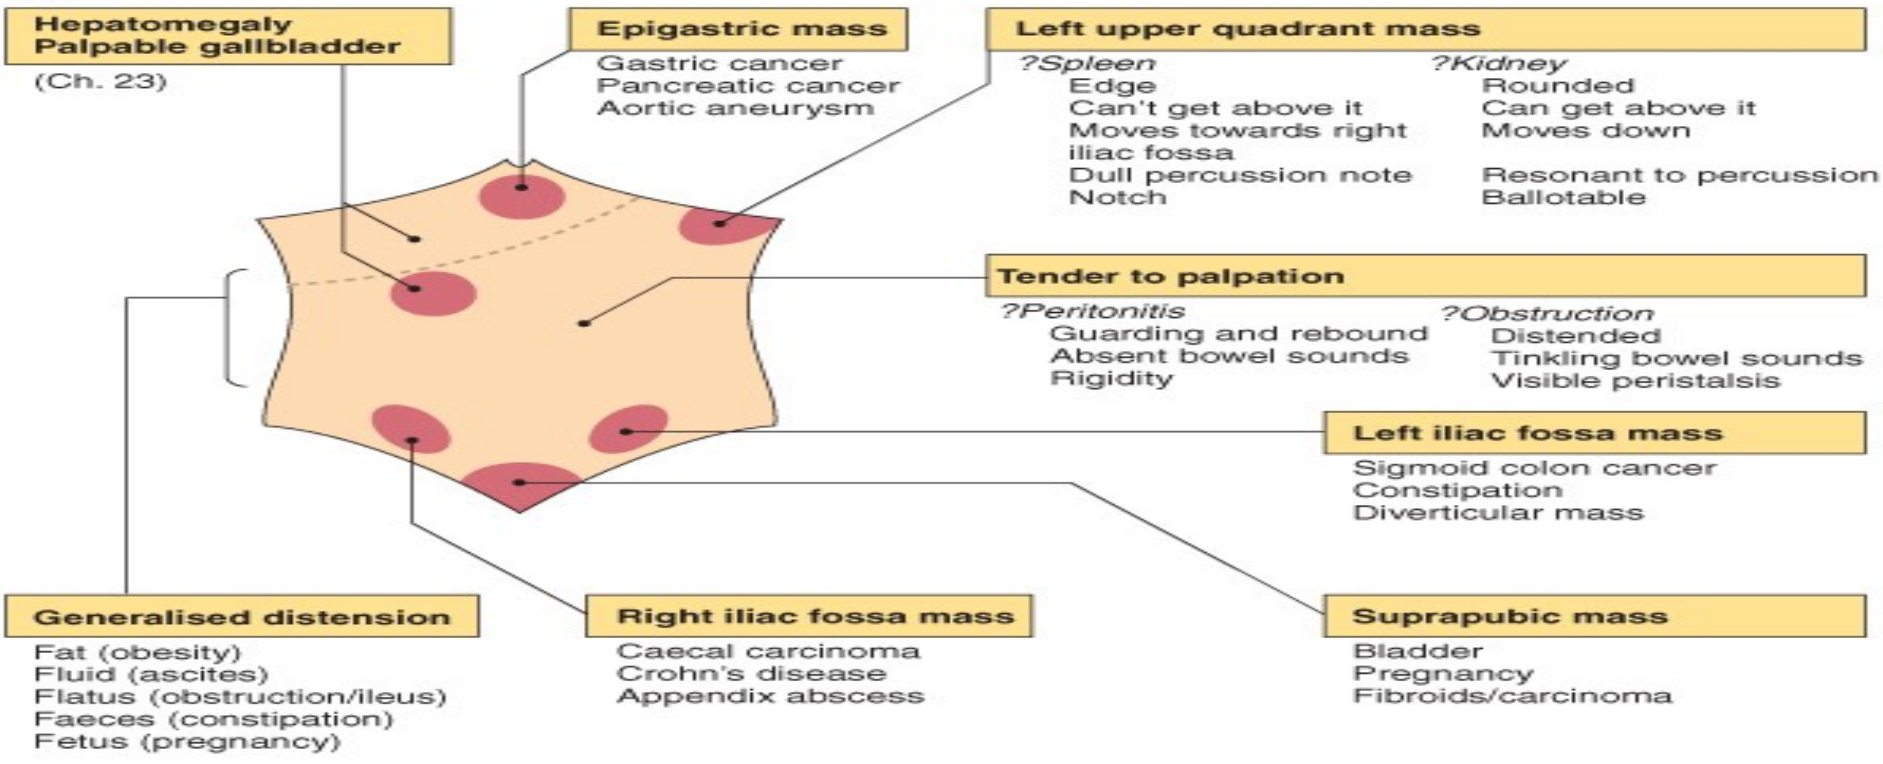 Hepatomegaly
Palpable gallbladder
(Ch. 23)
Epigastric mass
Gastric cancer
Pancreatic cancer
Aortic aneurysm
Left upper quadrant mass
?Spleen
Edge
Can't get above it
Moves towards right
iliac fossa
Dull percussion note
Notch
?Kidney
Rounded
Can get above it
Moves down
Resonant to percussion
Ballotable
Tender to palpation
?Peritonitis
Guarding and rebound
Absent bowel sounds
Rigidity
?Obstruction
Distended
Tinkling bowel sounds
Visible peristalsis
Left iliac fossa mass
Sigmoid colon cancer
Constipation
Diverticular mass
Generalised distension
Fat (obesity)
Fluid (ascites)
Flatus (obstruction/ileus)
Faeces (constipation)
Fetus (pregnancy)
Right iliac fossa mass
Caecal carcinoma
Crohn's disease
Appendix abscess
Suprapubic mass
Bladder
Pregnancy
Fibroids/carcinoma